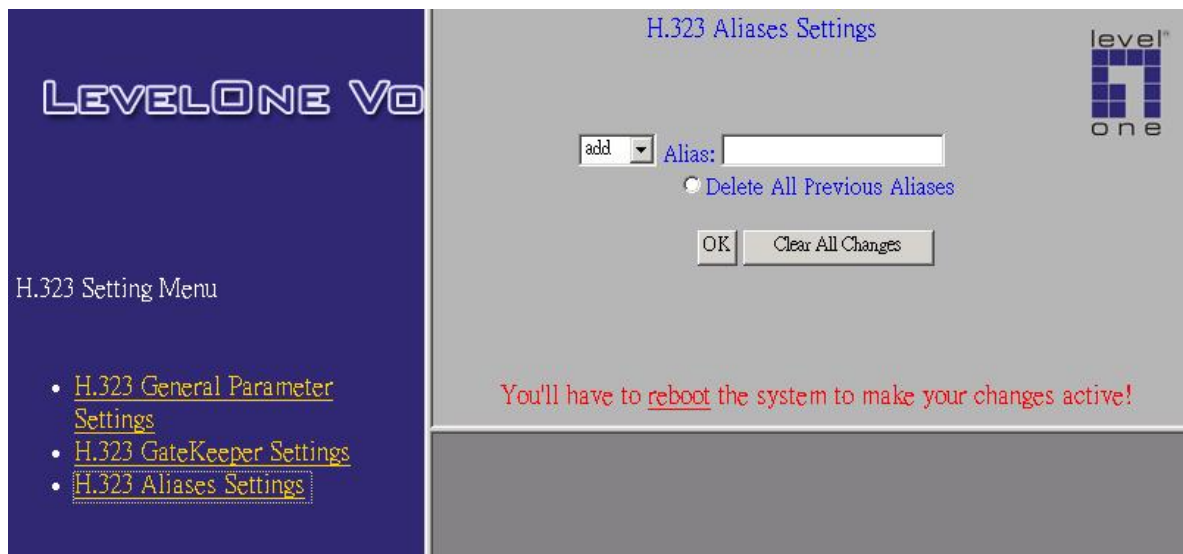 LEVELONE VO
H.323 Setting Menu
H.323 General Parameter
Settings
H.323 GateKeeper Settings
H.323 Aliases Settings
H.323 Aliases Settings
level
one
add Alias:
Delete All Previous Aliases
OK Clear All Changes
You'll have to reboot the system to make your changes active!